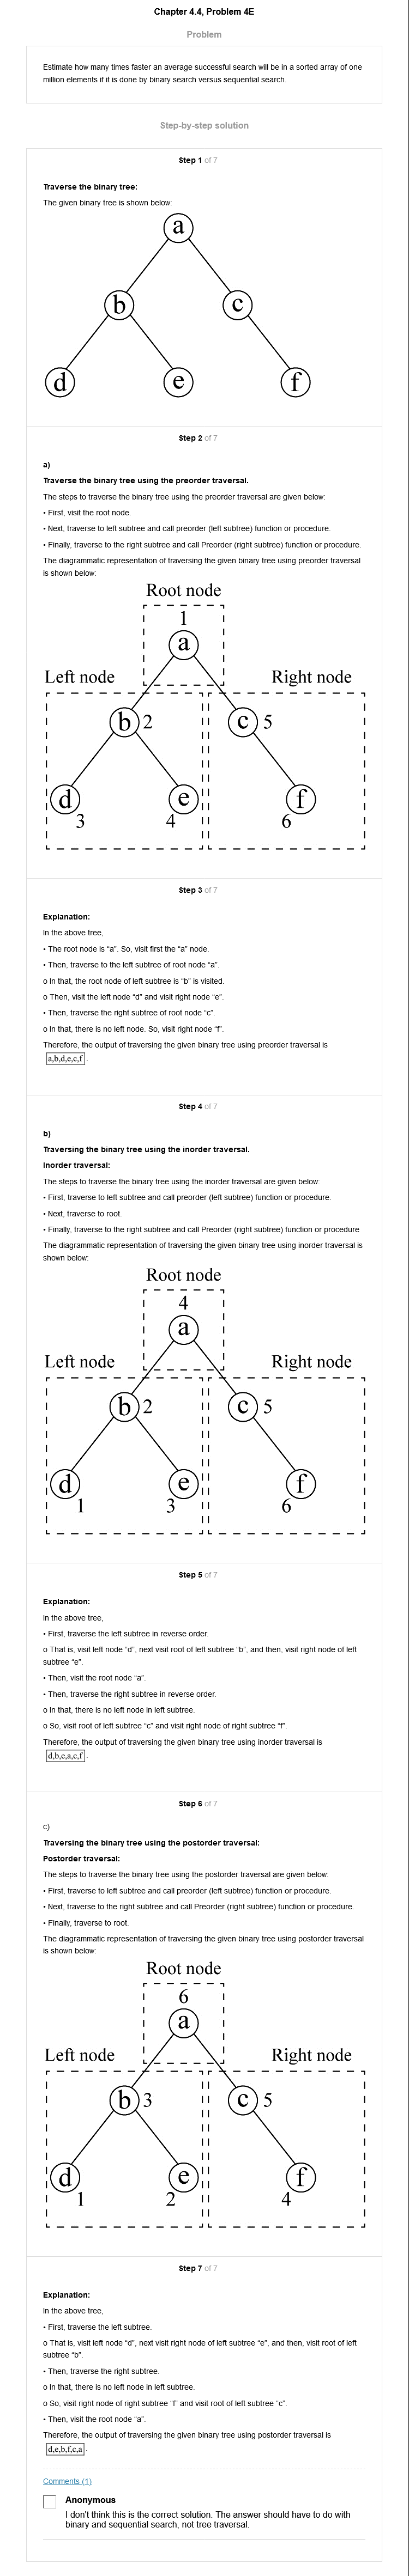 Chapter 4.4, Problem 4E
Problem
Estimate how many times faster an average successful search will be in a sorted array of one
million elements if it is done by binary search versus sequential search.
Step-by-step solution
Step 1 of 7
Traverse the binary tree:
The given binary tree is shown below:
a
b
c
d
e
f
Step 2 of 7
a)
Traverse the binary tree using the preorder traversal.
The steps to traverse the binary tree using the preorder traversal are given below:
• First, visit the root node.
• Next, traverse to left subtree and call preorder (left subtree) function or procedure.
• Finally, traverse to the right subtree and call Preorder (right subtree) function or procedure.
The diagrammatic representation of traversing the given binary tree using preorder traversal
is shown below:
Root node
1
a
Left node
Right node
b 2
c 5
d
e
f
3
4
6
Step 3 of 7
Explanation:
In the above tree,
• The root node is “a”. So, visit first the “a” node.
• Then, traverse to the left subtree of root node “a”.
o In that, the root node of left subtree is “b” is visited.
o Then, visit the left node “d” and visit right node “e”.
• Then, traverse the right subtree of root node “c”.
o In that, there is no left node. So, visit right node “f”.
Therefore, the output of traversing the given binary tree using preorder traversal is
a,b,d,e,c,f .
Step 4 of 7
b)
Traversing the binary tree using the inorder traversal.
Inorder traversal:
The steps to traverse the binary tree using the inorder traversal are given below:
• First, traverse to left subtree and call preorder (left subtree) function or procedure.
• Next, traverse to root.
• Finally, traverse to the right subtree and call Preorder (right subtree) function or procedure
The diagrammatic representation of traversing the given binary tree using inorder traversal is
shown below:
Root node
4
a
Left node
Right node
b 2
c 5
d
e
f
1
3
6
Step 5 of 7
Explanation:
In the above tree,
• First, traverse the left subtree in reverse order.
o That is, visit left node “d”, next visit root of left subtree “b”, and then, visit right node of left
subtree “e”.
• Then, visit the root node “a”.
• Then, traverse the right subtree in reverse order.
o In that, there is no left node in left subtree.
o So, visit root of left subtree “c” and visit right node of right subtree “f”.
Therefore, the output of traversing the given binary tree using inorder traversal is
d,b,e,a,c,f .
Step 6 of 7
c)
Traversing the binary tree using the postorder traversal:
Postorder traversal:
The steps to traverse the binary tree using the postorder traversal are given below:
• First, traverse to left subtree and call preorder (left subtree) function or procedure.
• Next, traverse to the right subtree and call Preorder (right subtree) function or procedure.
• Finally, traverse to root.
The diagrammatic representation of traversing the given binary tree using postorder traversal
is shown below:
Root node
6
a
Left node
Right node
b 3
c 5
d
e
f
1
2
4
Step 7 of 7
Explanation:
In the above tree,
• First, traverse the left subtree.
o That is, visit left node “d”, next visit right node of left subtree “e”, and then, visit root of left
subtree “b”.
• Then, traverse the right subtree.
o In that, there is no left node in left subtree.
o So, visit right node of right subtree “f” and visit root of left subtree “c”.
• Then, visit the root node “a”.
Therefore, the output of traversing the given binary tree using postorder traversal is
d,e,b,f,c,a .
Comments (1)
Anonymous
I don't think this is the correct solution. The answer should have to do with
binary and sequential search, not tree traversal.